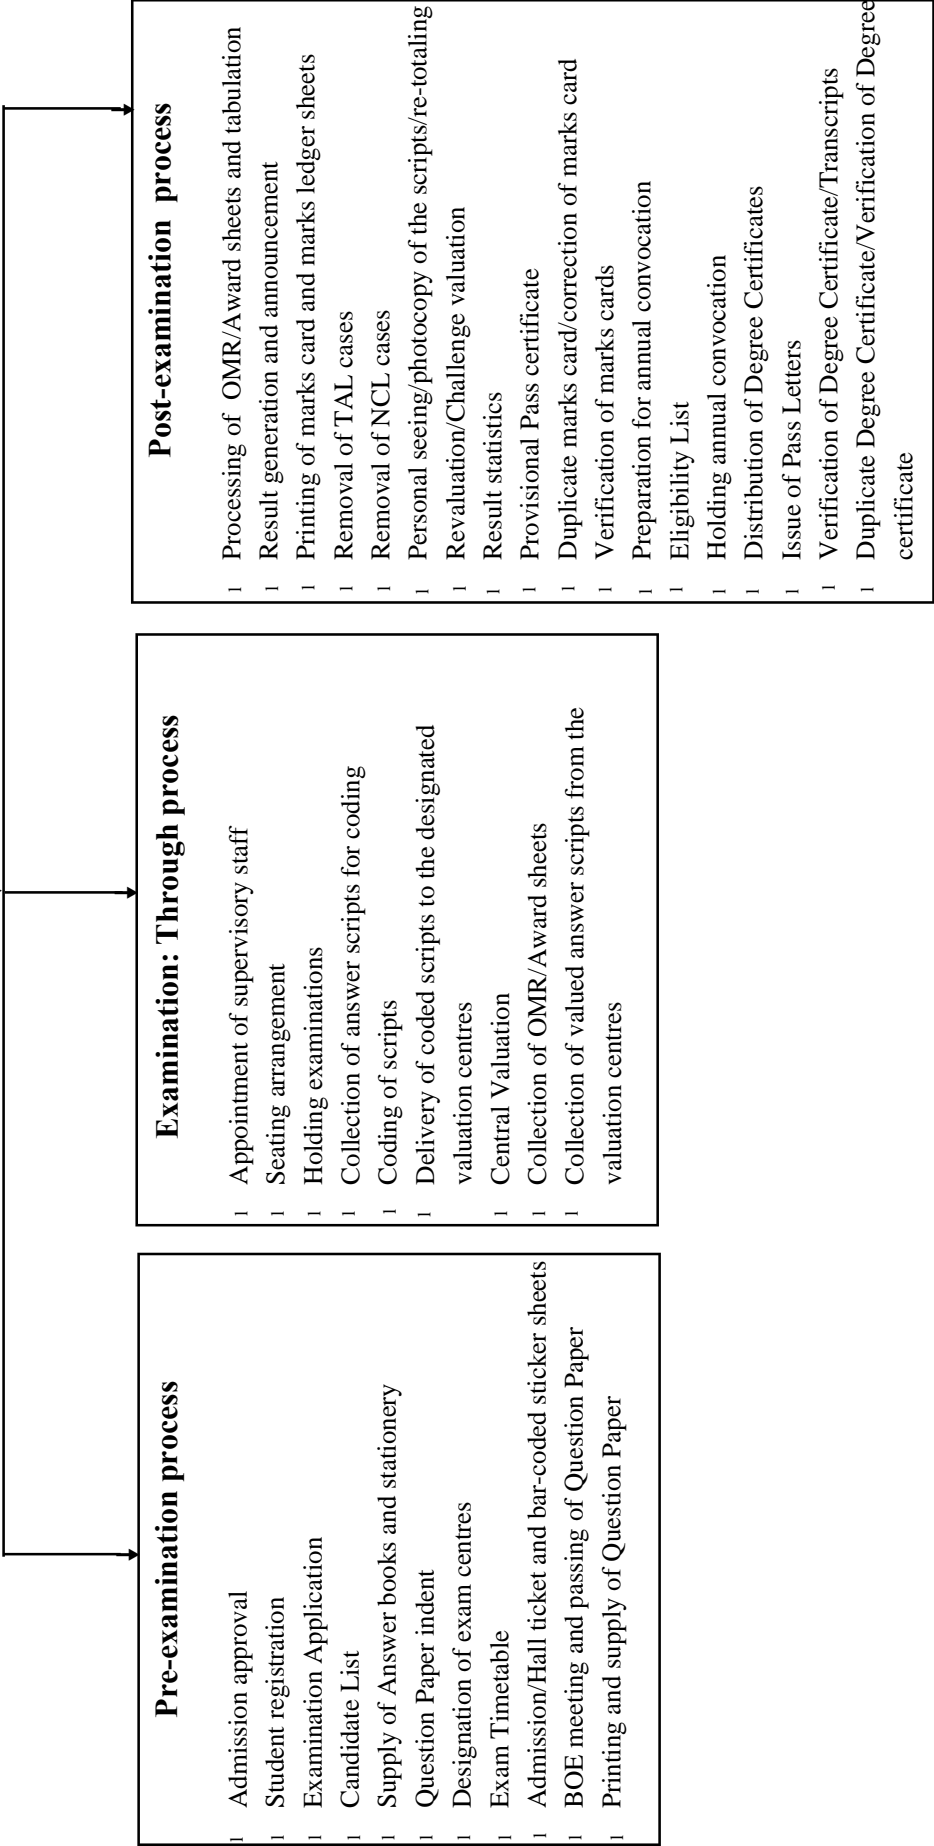 Pre-examination process
l Admission approval
l Student registration
l Examination Application
l Candidate List
l Supply of Answer books and stationery
l Question Paper indent
l Designation of exam centres
l Exam Timetable
l Admission/Hall ticket and bar-coded sticker sheets
l BOE meeting and passing of Question Paper
l Printing and supply of Question Paper
Examination: Through process
l Appointment of supervisory staff
l Seating arrangement
l Holding examinations
l Collection of answer scripts for coding
l Coding of scripts
l Delivery of coded scripts to the designated
valuation centres
l Central Valuation
l Collection of OMR/Award sheets
l Collection of valued answer scripts from the
valuation centres
Post-examination process
l Processing of OMR/Award sheets and tabulation
l Result generation and announcement
l Printing of marks card and marks ledger sheets
l Removal of TAL cases
l Removal of NCL cases
l Personal seeing/photocopy of the scripts/re-totaling
l Revaluation/Challenge valuation
l Result statistics
l Provisional Pass certificate
l Duplicate marks card/correction of marks card
l Verification of marks cards
l Preparation for annual convocation
l Eligibility List
l Holding annual convocation
l Distribution of Degree Certificates
l Issue of Pass Letters
l Verification of Degree Certificate/Transcripts
l Duplicate Degree Certificate/Verification of Degree
certificate